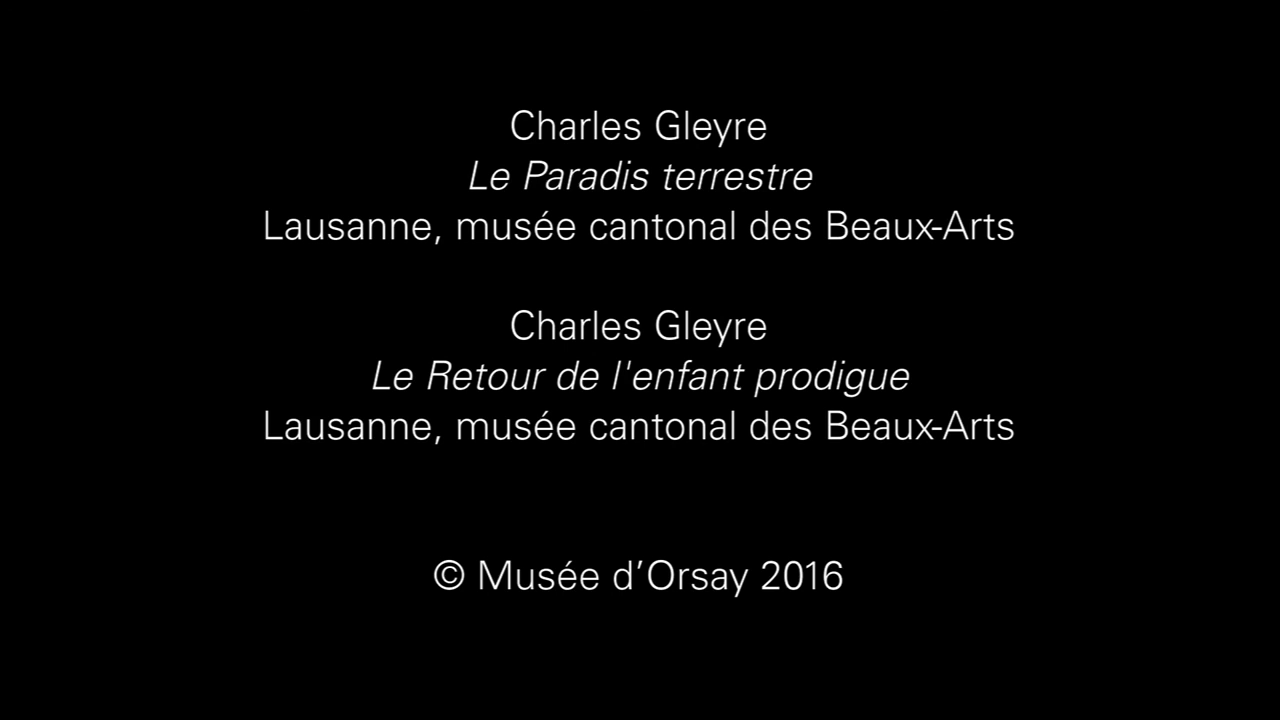 Charles Gleyre
Le Paradis terrestre
Lausanne, musée cantonal des Beaux-Arts
Charles Gleyre
Le Retour de l'enfant prodigue
Lausanne, musée cantonal des Beaux-Arts
© Musée d’Orsay 2016